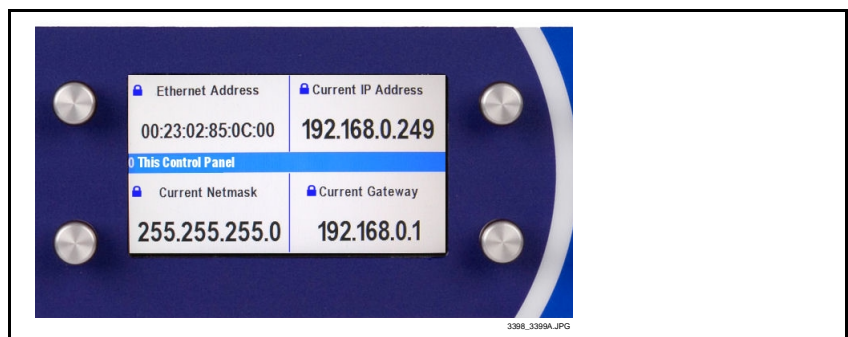 Ethernet Address
Current IP Address
00:23:02:85:0C:00
192.168.0.249
0 This Control Panel
Current Netmask
Current Gateway
255.255.255.0
192.168.0.1
3398_3399A.JPG